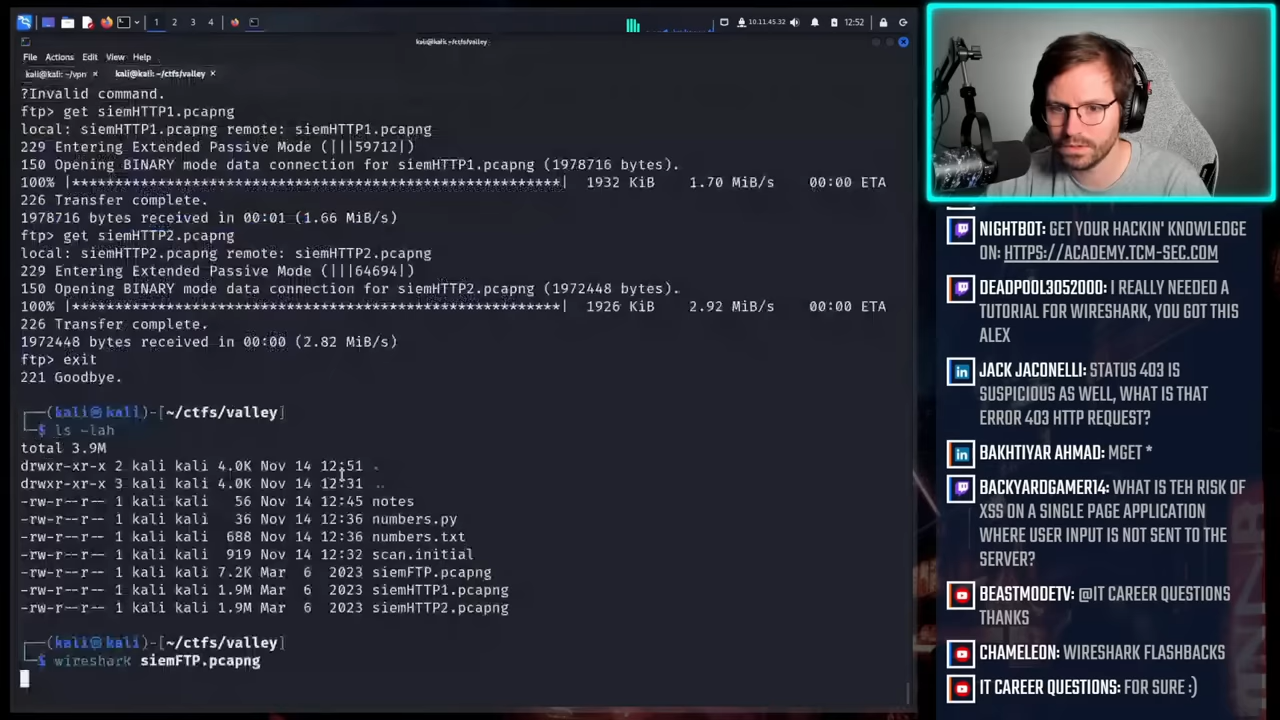 1 2 3 4
10.11.45.32
12:52
kali@kali: ~/ctfs/valley
File Actions Edit View Help
kali@kali: ~/vpn × kali@kali: ~/ctfs/valley ×
?Invalid command.
ftp> get siemHTTP1.pcapng
local: siemHTTP1.pcapng remote: siemHTTP1.pcapng
229 Entering Extended Passive Mode (|||59712|)
150 Opening BINARY mode data connection for siemHTTP1.pcapng (1978716 bytes).
100% |***********************************************************| 1932 KiB 1.70 MiB/s 00:00 ETA
226 Transfer complete.
1978716 bytes received in 00:01 (1.66 MiB/s)
ftp> get siemHTTP2.pcapng
local: siemHTTP2.pcapng remote: siemHTTP2.pcapng
229 Entering Extended Passive Mode (|||64694|)
150 Opening BINARY mode data connection for siemHTTP2.pcapng (1972448 bytes).
100% |***********************************************************| 1926 KiB 2.92 MiB/s 00:00 ETA
226 Transfer complete.
1972448 bytes received in 00:00 (2.82 MiB/s)
ftp> exit
221 Goodbye.
┌──(kali㉿kali)-[~/ctfs/valley]
└─$ ls -lah
total 3.9M
drwxr-xr-x 2 kali kali 4.0K Nov 14 12:51 .
drwxr-xr-x 3 kali kali 4.0K Nov 14 12:31 ..
-rw-r--r-- 1 kali kali 56 Nov 14 12:45 notes
-rw-r--r-- 1 kali kali 36 Nov 14 12:36 numbers.py
-rw-r--r-- 1 kali kali 688 Nov 14 12:36 numbers.txt
-rw-r--r-- 1 kali kali 919 Nov 14 12:32 scan.initial
-rw-r--r-- 1 kali kali 7.2K Mar 6 2023 siemFTP.pcapng
-rw-r--r-- 1 kali kali 1.9M Mar 6 2023 siemHTTP1.pcapng
-rw-r--r-- 1 kali kali 1.9M Mar 6 2023 siemHTTP2.pcapng
┌──(kali㉿kali)-[~/ctfs/valley]
└─$ wireshark siemFTP.pcapng
NIGHTBOT: GET YOUR HACKIN' KNOWLEDGE
ON: HTTPS://ACADEMY.TCM-SEC.COM
DEADPOOL3052000: I REALLY NEEDED A
TUTORIAL FOR WIRESHARK, YOU GOT THIS
ALEX
JACK JACONELLI: STATUS 403 IS
SUSPICIOUS AS WELL, WHAT IS THAT
ERROR 403 HTTP REQUEST?
BAKHTIYAR AHMAD: MGET *
BACKYARDGAMER14: WHAT IS TEH RISK OF
XSS ON A SINGLE PAGE APPLICATION
WHERE USER INPUT IS NOT SENT TO THE
SERVER?
BEASTMODETV: @IT CAREER QUESTIONS
THANKS
CHAMELEON: WIRESHARK FLASHBACKS
IT CAREER QUESTIONS: FOR SURE :)